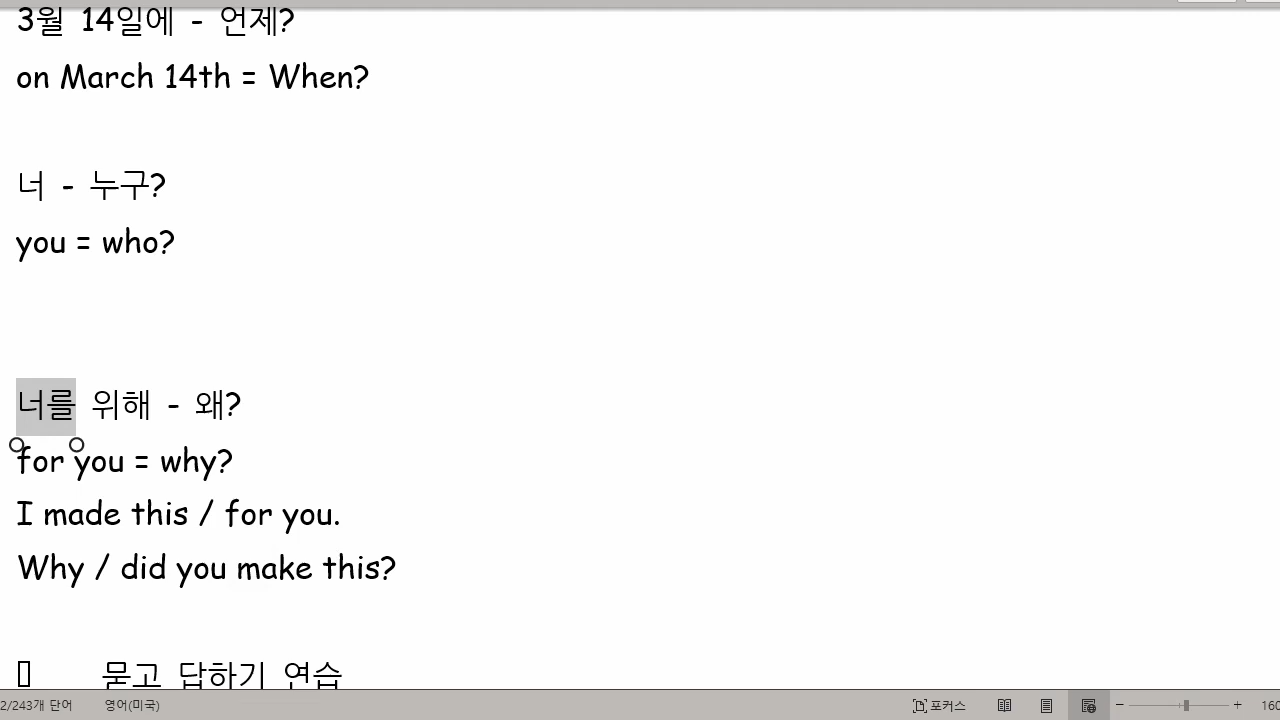 3월 14일에 - 언제?
on March 14th = When?
너 - 누구?
you = who?
너를 위해 - 왜?
for you = why?
I made this / for you.
Why / did you make this?
묻고 답하기 연습
2/243개 단어 영어(미국) 포커스 160